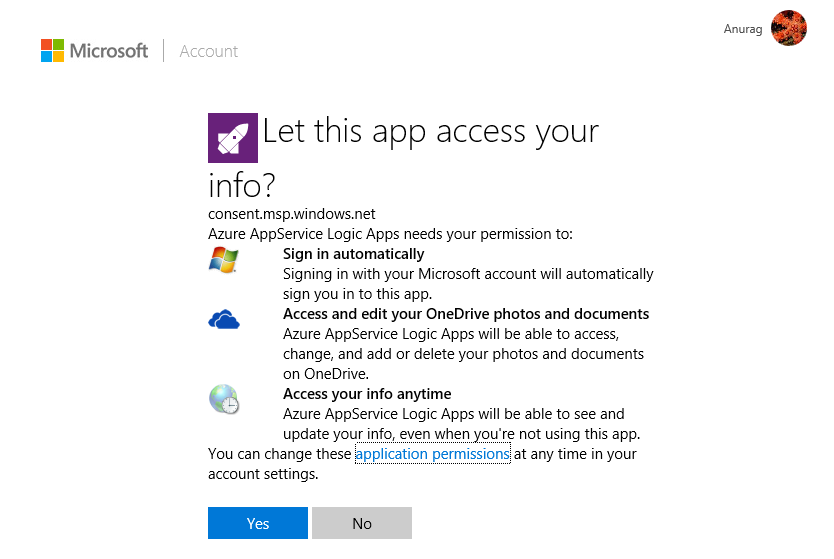 Anurag
Microsoft Account
Let this app access your
info?
consent.msp.windows.net
Azure AppService Logic Apps needs your permission to:
Sign in automatically
Signing in with your Microsoft account will automatically
sign you in to this app.
Access and edit your OneDrive photos and documents
Azure AppService Logic Apps will be able to access,
change, and add or delete your photos and documents
on OneDrive.
Access your info anytime
Azure AppService Logic Apps will be able to see and
update your info, even when you're not using this app.
You can change these application permissions at any time in your
account settings.
Yes No